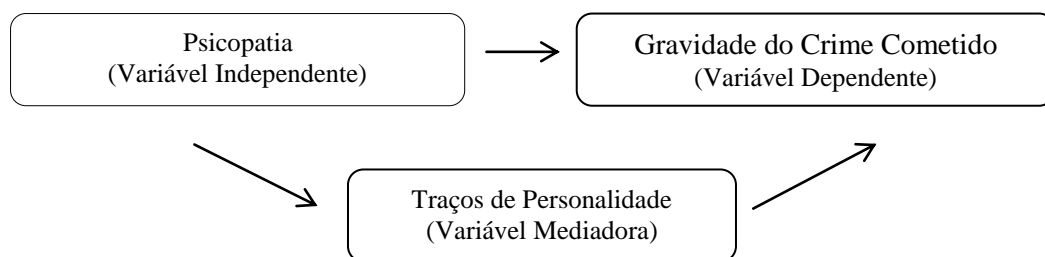 Psicopatia
(Variável Independente)
Gravidade do Crime Cometido
(Variável Dependente)
Traços de Personalidade
(Variável Mediadora)